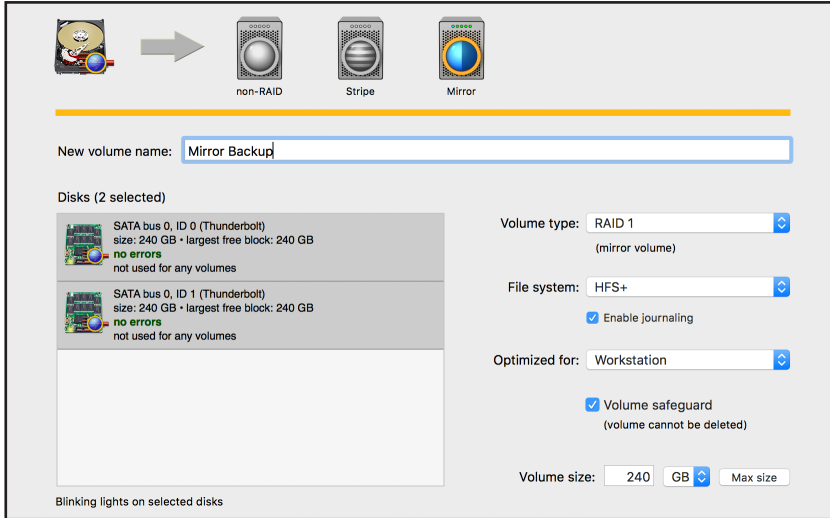 non-RAID
Stripe
Mirror
New volume name: Mirror Backup
Disks (2 selected)
SATA bus 0, ID 0 (Thunderbolt)
size: 240 GB • largest free block: 240 GB
no errors
not used for any volumes
SATA bus 0, ID 1 (Thunderbolt)
size: 240 GB • largest free block: 240 GB
no errors
not used for any volumes
Blinking lights on selected disks
Volume type: RAID 1
(mirror volume)
File system: HFS+
Enable journaling
Optimized for: Workstation
Volume safeguard
(volume cannot be deleted)
Volume size: 240 GB Max size